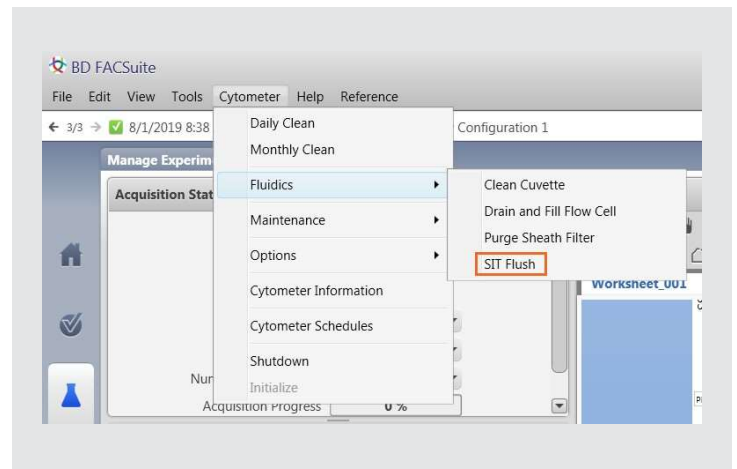 BD FACSuite
File Edit View Tools Cytometer Help Reference
3/3 8/1/2019 8:38
Configuration 1
Daily Clean
Monthly Clean
Manage Experim
Acquisition Stat
Fluidics
Clean Cuvette
Drain and Fill Flow Cell
Purge Sheath Filter
SIT Flush
Maintenance
Options
Cytometer Information
Worksheet_001
Cytometer Schedules
Shutdown
Initialize
Acquisition Progress 0 %